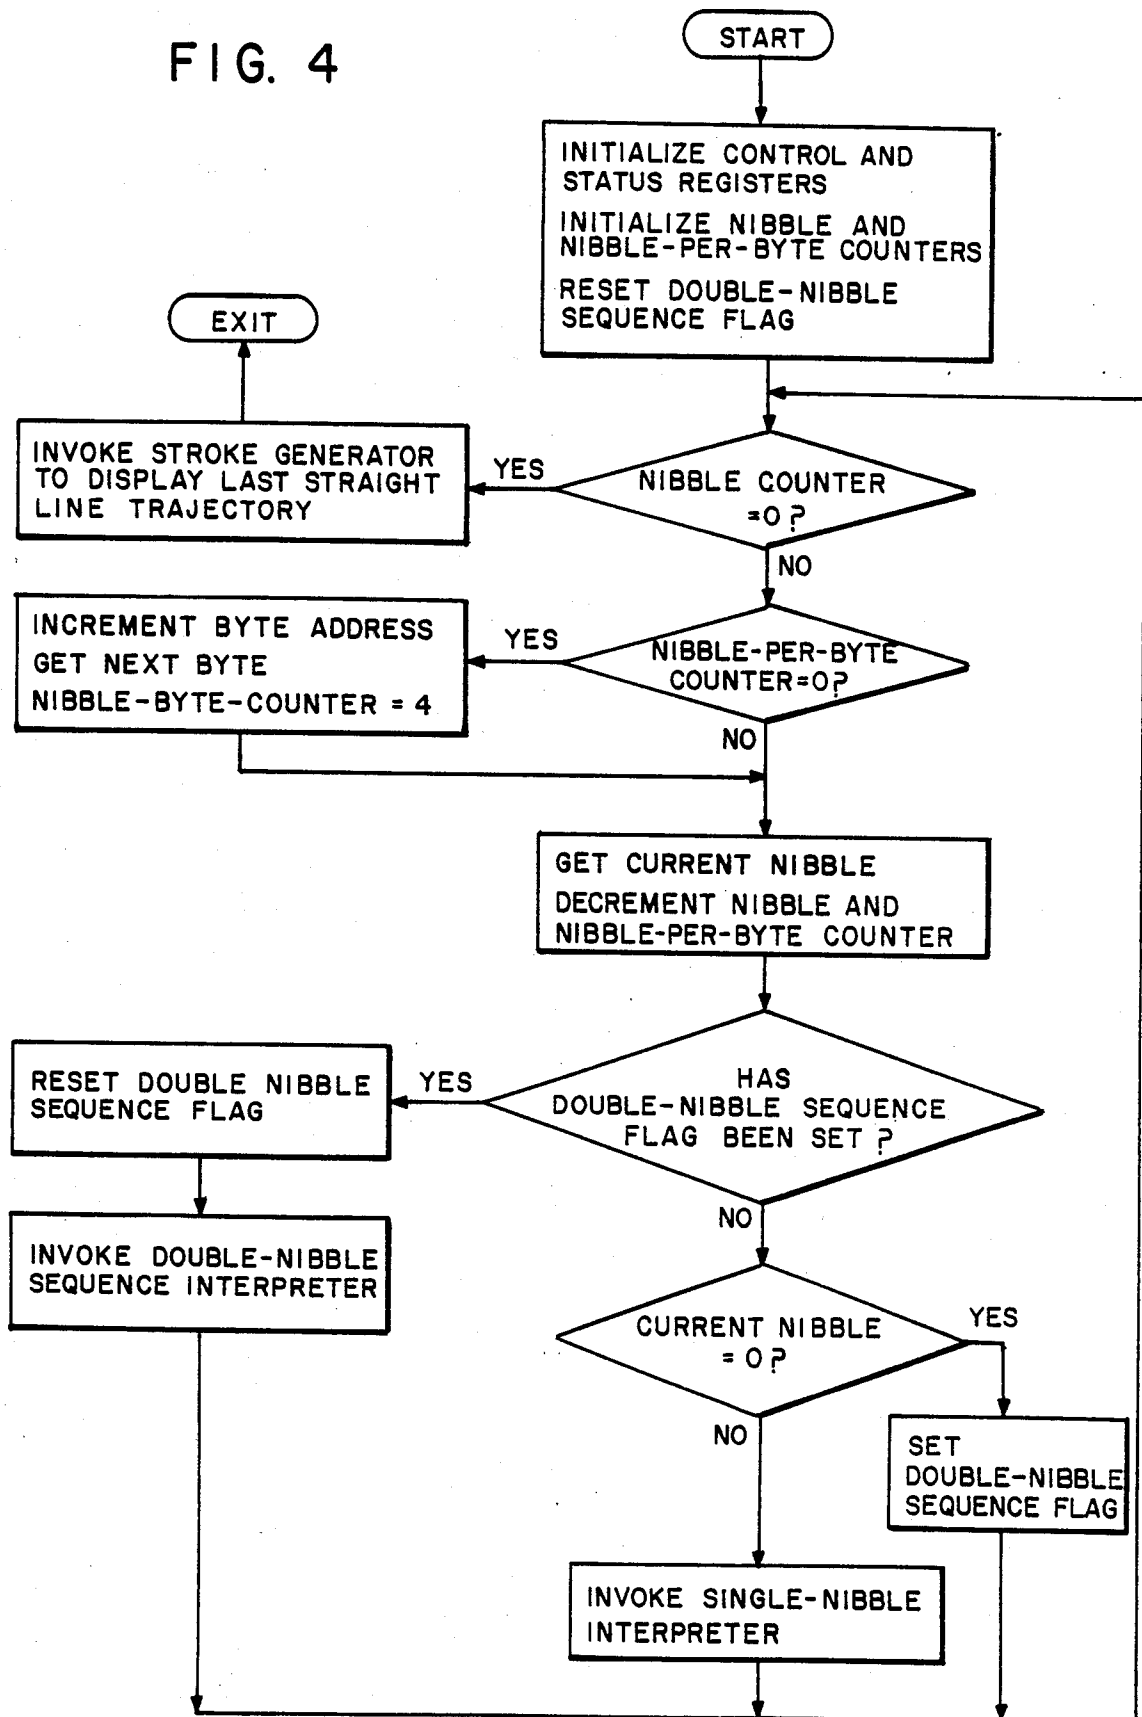 FIG. 4
START
INITIALIZE CONTROL AND
STATUS REGISTERS
INITIALIZE NIBBLE AND
NIBBLE-PER-BYTE COUNTERS
RESET DOUBLE-NIBBLE
SEQUENCE FLAG
EXIT
INVOKE STROKE GENERATOR
TO DISPLAY LAST STRAIGHT
LINE TRAJECTORY
YES
NIBBLE COUNTER
=0?
NO
INCREMENT BYTE ADDRESS
GET NEXT BYTE
NIBBLE-BYTE-COUNTER = 4
YES
NIBBLE-PER-BYTE
COUNTER=0?
NO
GET CURRENT NIBBLE
DECREMENT NIBBLE AND
NIBBLE-PER-BYTE COUNTER
RESET DOUBLE NIBBLE
SEQUENCE FLAG
YES
HAS
DOUBLE-NIBBLE SEQUENCE
FLAG BEEN SET ?
NO
INVOKE DOUBLE-NIBBLE
SEQUENCE INTERPRETER
CURRENT NIBBLE
= 0?
YES
NO
SET
DOUBLE-NIBBLE
SEQUENCE FLAG
INVOKE SINGLE-NIBBLE
INTERPRETER